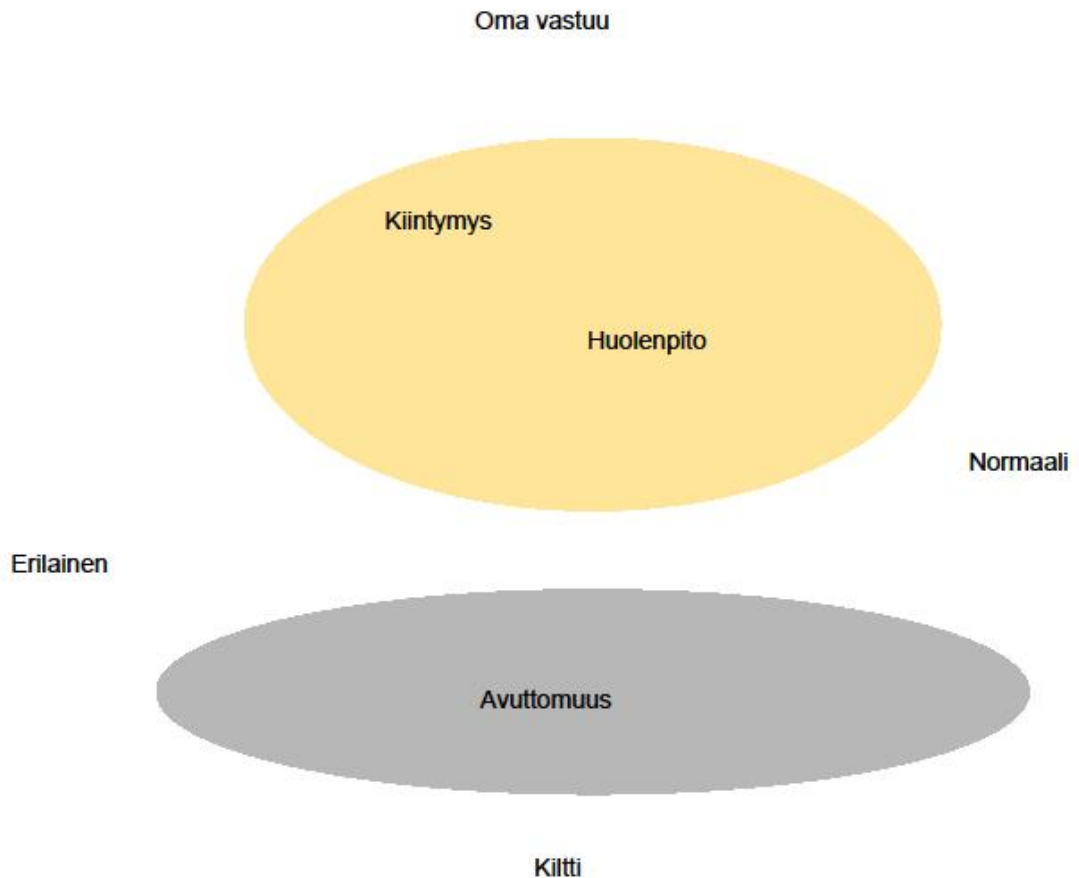 Oma vastuu
Kiintymys
Huolenpito
Normaali
Erilainen
Avuttomuus
Kiltti